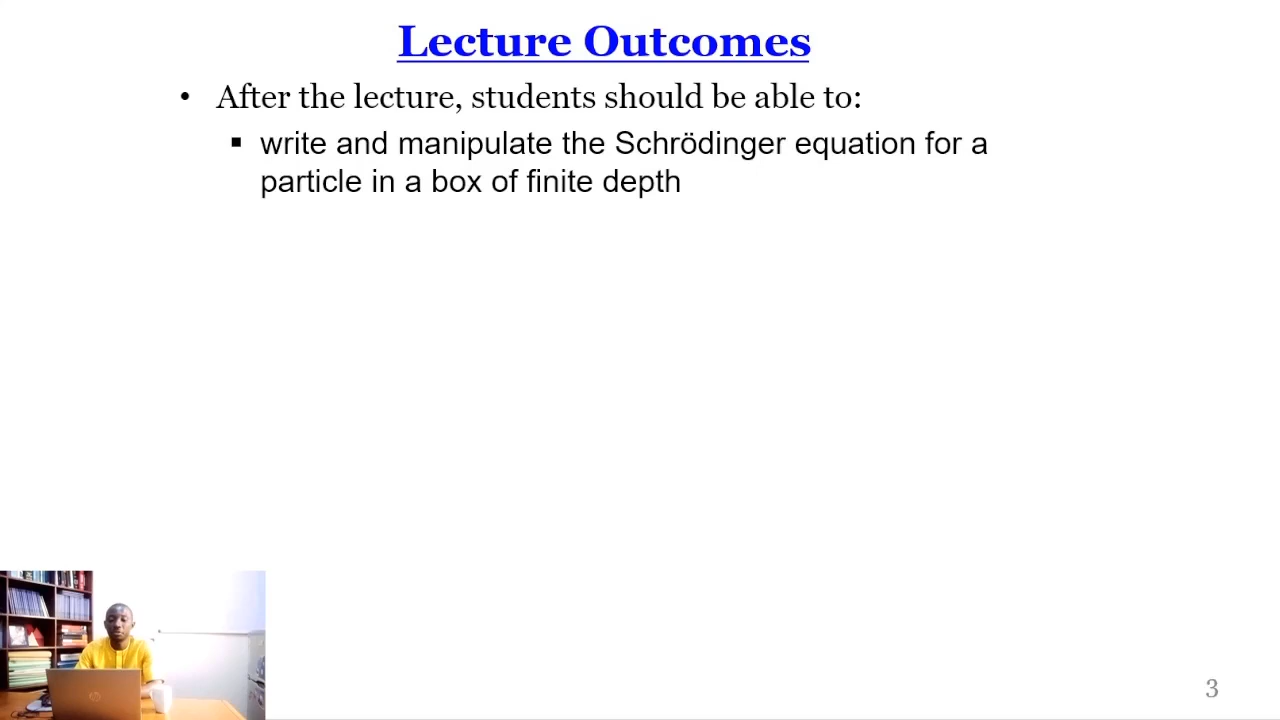 Lecture Outcomes
• After the lecture, students should be able to:
▪ write and manipulate the Schrödinger equation for a
particle in a box of finite depth
3